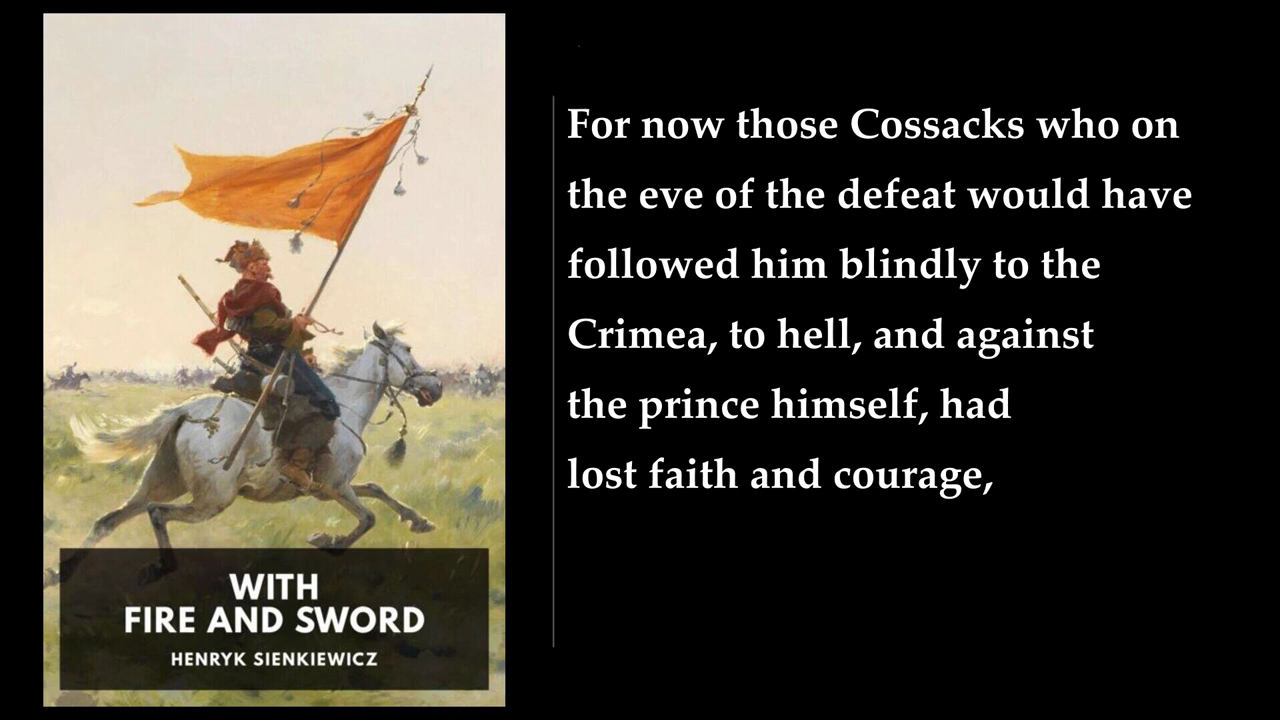 WITH
FIRE AND SWORD
HENRYK SIENKIEWICZ
For now those Cossacks who on
the eve of the defeat would have
followed him blindly to the
Crimea, to hell, and against
the prince himself, had
lost faith and courage,